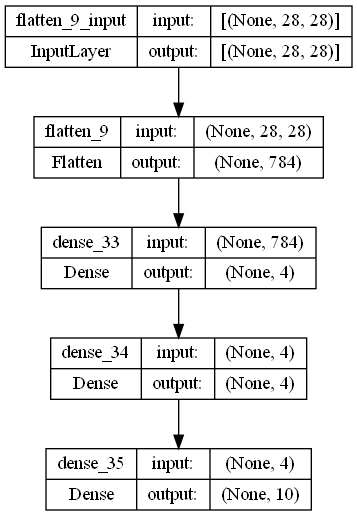 flatten_9_input input: [(None, 28, 28)]
InputLayer output: [(None, 28, 28)]
flatten_9 input: (None, 28, 28)
Flatten output: (None, 784)
dense_33 input: (None, 784)
Dense output: (None, 4)
dense_34 input: (None, 4)
Dense output: (None, 4)
dense_35 input: (None, 4)
Dense output: (None, 10)